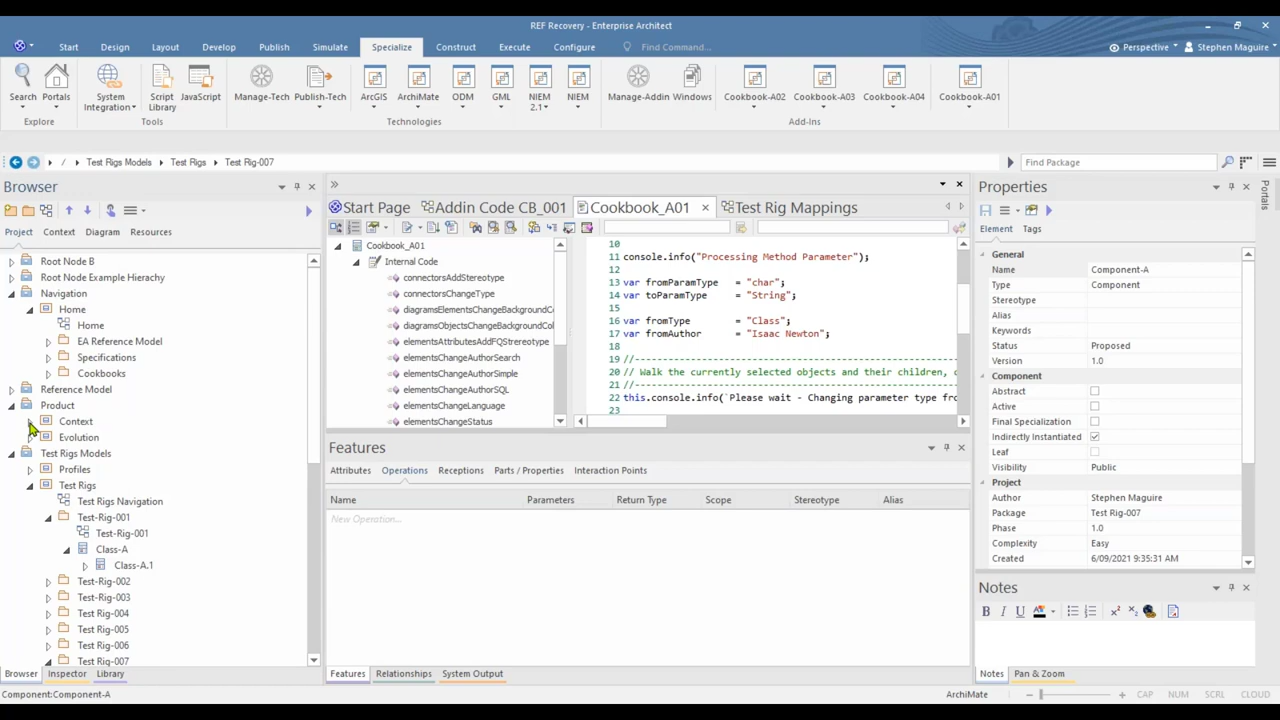 REF Recovery - Enterprise Architect
Start Design Layout Develop Publish Simulate Specialize Construct Execute Configure Find Command... Perspective Stephen Maguire
Search Portals System Integration Script Library JavaScript Manage-Tech Publish-Tech ArcGIS ArchiMate ODM GML NIEM 2.1 NIEM Manage-Addin Windows Cookbook-A02 Cookbook-A03 Cookbook-A04 Cookbook-A01
Explore Tools Technologies Add-Ins
/ Test Rigs Models Test Rigs Test Rig-007 Find Package
Browser
Project Context Diagram Resources
Root Node B
Root Node Example Hierachy
Navigation
Home
Home
EA Reference Model
Specifications
Cookbooks
Reference Model
Product
Context
Evolution
Test Rigs Models
Profiles
Test Rigs
Test Rigs Navigation
Test-Rig-001
Test-Rig-001
Class-A
Class-A.1
Test-Rig-002
Test-Rig-003
Test-Rig-004
Test-Rig-005
Test-Rig-006
Test-Rig-007
Browser Inspector Library
Component:Component-A
Start Page Addin Code CB_001 Cookbook_A01 Test Rig Mappings
Cookbook_A01
Internal Code
connectorsAddStereotype
connectorsChangeType
diagramsElementsChangeBackgroundCo
diagramsObjectsChangeBackgroundCol
elementsAttributesAddFQStrereotype
elementsChangeAuthorSearch
elementsChangeAuthorSimple
elementsChangeAuthorSQL
elementsChangeLanguage
elementsChangeStatus
10
11 console.info("Processing Method Parameter");
12
13 var fromParamType = "char";
14 var toParamType = "String";
15
16 var fromType = "Class";
17 var fromAuthor = "Isaac Newton";
18
19 //----------------------------------------------------------
20 // Walk the currently selected objects and their children, c
21 //----------------------------------------------------------
22 this.console.info(`Please wait - Changing parameter type fro
23
Features
Attributes Operations Receptions Parts / Properties Interaction Points
Name Parameters Return Type Scope Stereotype Alias
New Operation...
Features Relationships System Output
Properties
Element Tags
General
Name Component-A
Type Component
Stereotype
Alias
Keywords
Status Proposed
Version 1.0
Component
Abstract
Active
Final Specialization
Indirectly Instantiated
Leaf
Visibility Public
Project
Author Stephen Maguire
Package Test Rig-007
Phase 1.0
Complexity Easy
Created 6/09/2021 9:35:31 AM
Notes
B I U A
Notes Pan & Zoom
Portals
ArchiMate CAP NUM SCRL CLOUD